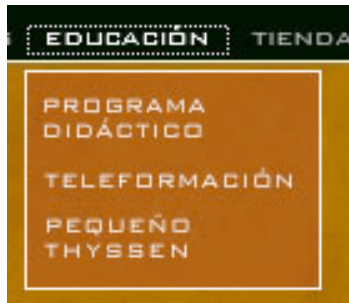 EDUCACIÓN TIENDA
PROGRAMA
DIDÁCTICO
TELEFORMACIÓN
PEQUEÑO
THYSSEN